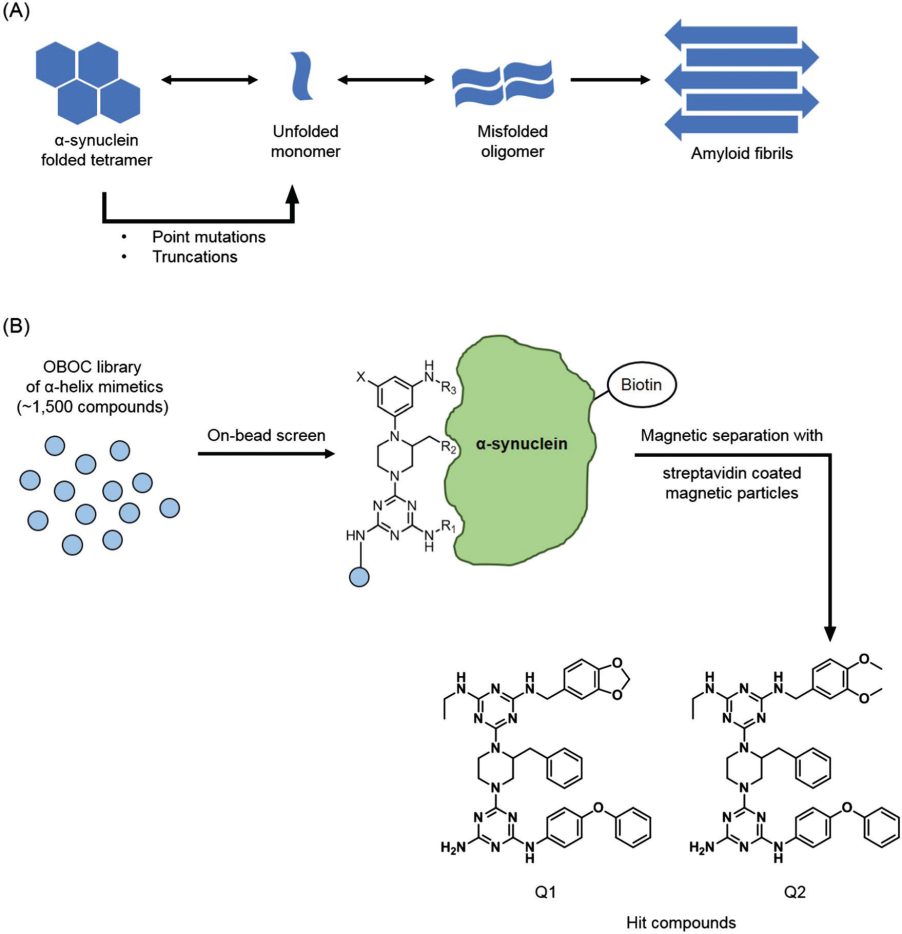 (A)
α-synuclein
folded tetramer
Unfolded
monomer
Misfolded
oligomer
Amyloid fibrils
• Point mutations
• Truncations
(B)
OBOC library
of α-helix mimetics
(~1,500 compounds)
On-bead screen
X
H
N
R3
N
R2
N
N
N
N
HN
N
H
R1
α-synuclein
Biotin
Magnetic separation with
streptavidin coated
magnetic particles
H
N
N
N
N
H
N
O
O
N
N
N
N
N
H2N
N
H
O
Q1
H
N
N
N
N
H
N
O
O
N
N
N
N
N
H2N
N
H
O
Q2
Hit compounds